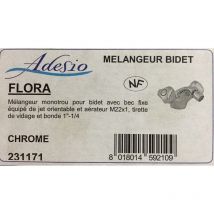 Adesio
MELANGEUR BIDET
FLORA
NF
Mélangeur monotrou pour bidet avec bec fixe
équipé de jet orientable et aérateur M22x1, tirette
de vidage et bonde 1"-1/4
CHROME
231171
8 018014 592109